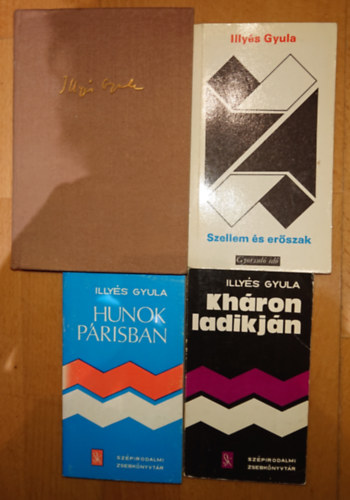 Illyés Gyula
Illyés Gyula
Szellem és erőszak
Gyorsuló idő
ILLYÉS GYULA
HUNOK
PÁRISBAN
SZÉPIRODALMI
ZSEBKÖNYVTÁR
ILLYÉS GYULA
Kháron
ladikján
SZÉPIRODALMI
ZSEBKÖNYVTÁR